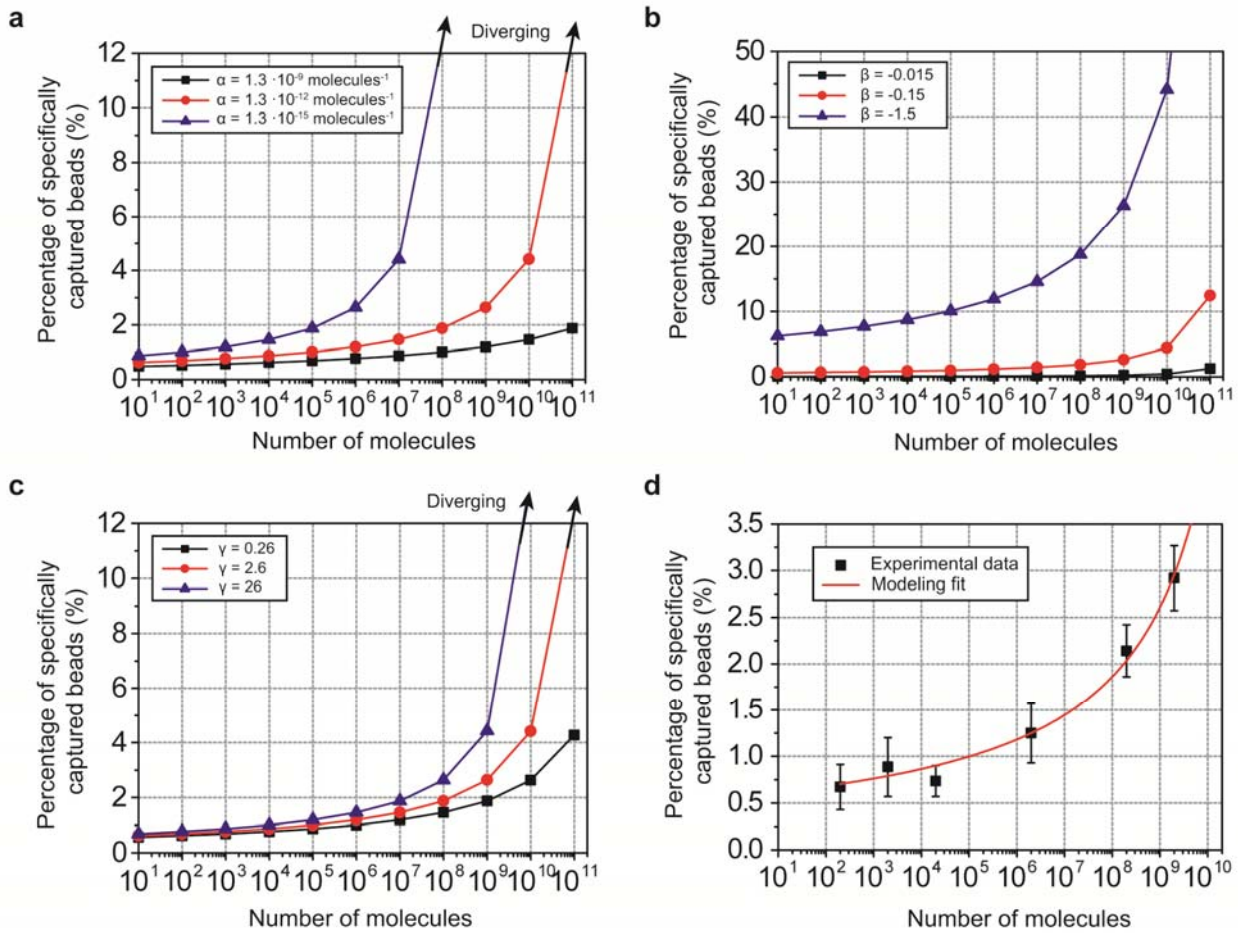 a
Diverging
α = 1.3 ·10⁻⁹ molecules⁻¹
α = 1.3 ·10⁻¹² molecules⁻¹
α = 1.3 ·10⁻¹⁵ molecules⁻¹
12
10
8
6
4
2
0
Percentage of specifically
captured beads (%)
10¹ 10² 10³ 10⁴ 10⁵ 10⁶ 10⁷ 10⁸ 10⁹ 10¹⁰ 10¹¹
Number of molecules
b
β = -0.015
β = -0.15
β = -1.5
50
40
30
20
10
0
Percentage of specifically
captured beads (%)
10¹ 10² 10³ 10⁴ 10⁵ 10⁶ 10⁷ 10⁸ 10⁹ 10¹⁰ 10¹¹
Number of molecules
c
Diverging
γ = 0.26
γ = 2.6
γ = 26
12
10
8
6
4
2
0
Percentage of specifically
captured beads (%)
10¹ 10² 10³ 10⁴ 10⁵ 10⁶ 10⁷ 10⁸ 10⁹ 10¹⁰ 10¹¹
Number of molecules
d
Experimental data
Modeling fit
3.5
3.0
2.5
2.0
1.5
1.0
0.5
0.0
Percentage of specifically
captured beads (%)
10¹ 10² 10³ 10⁴ 10⁵ 10⁶ 10⁷ 10⁸ 10⁹ 10¹⁰
Number of molecules